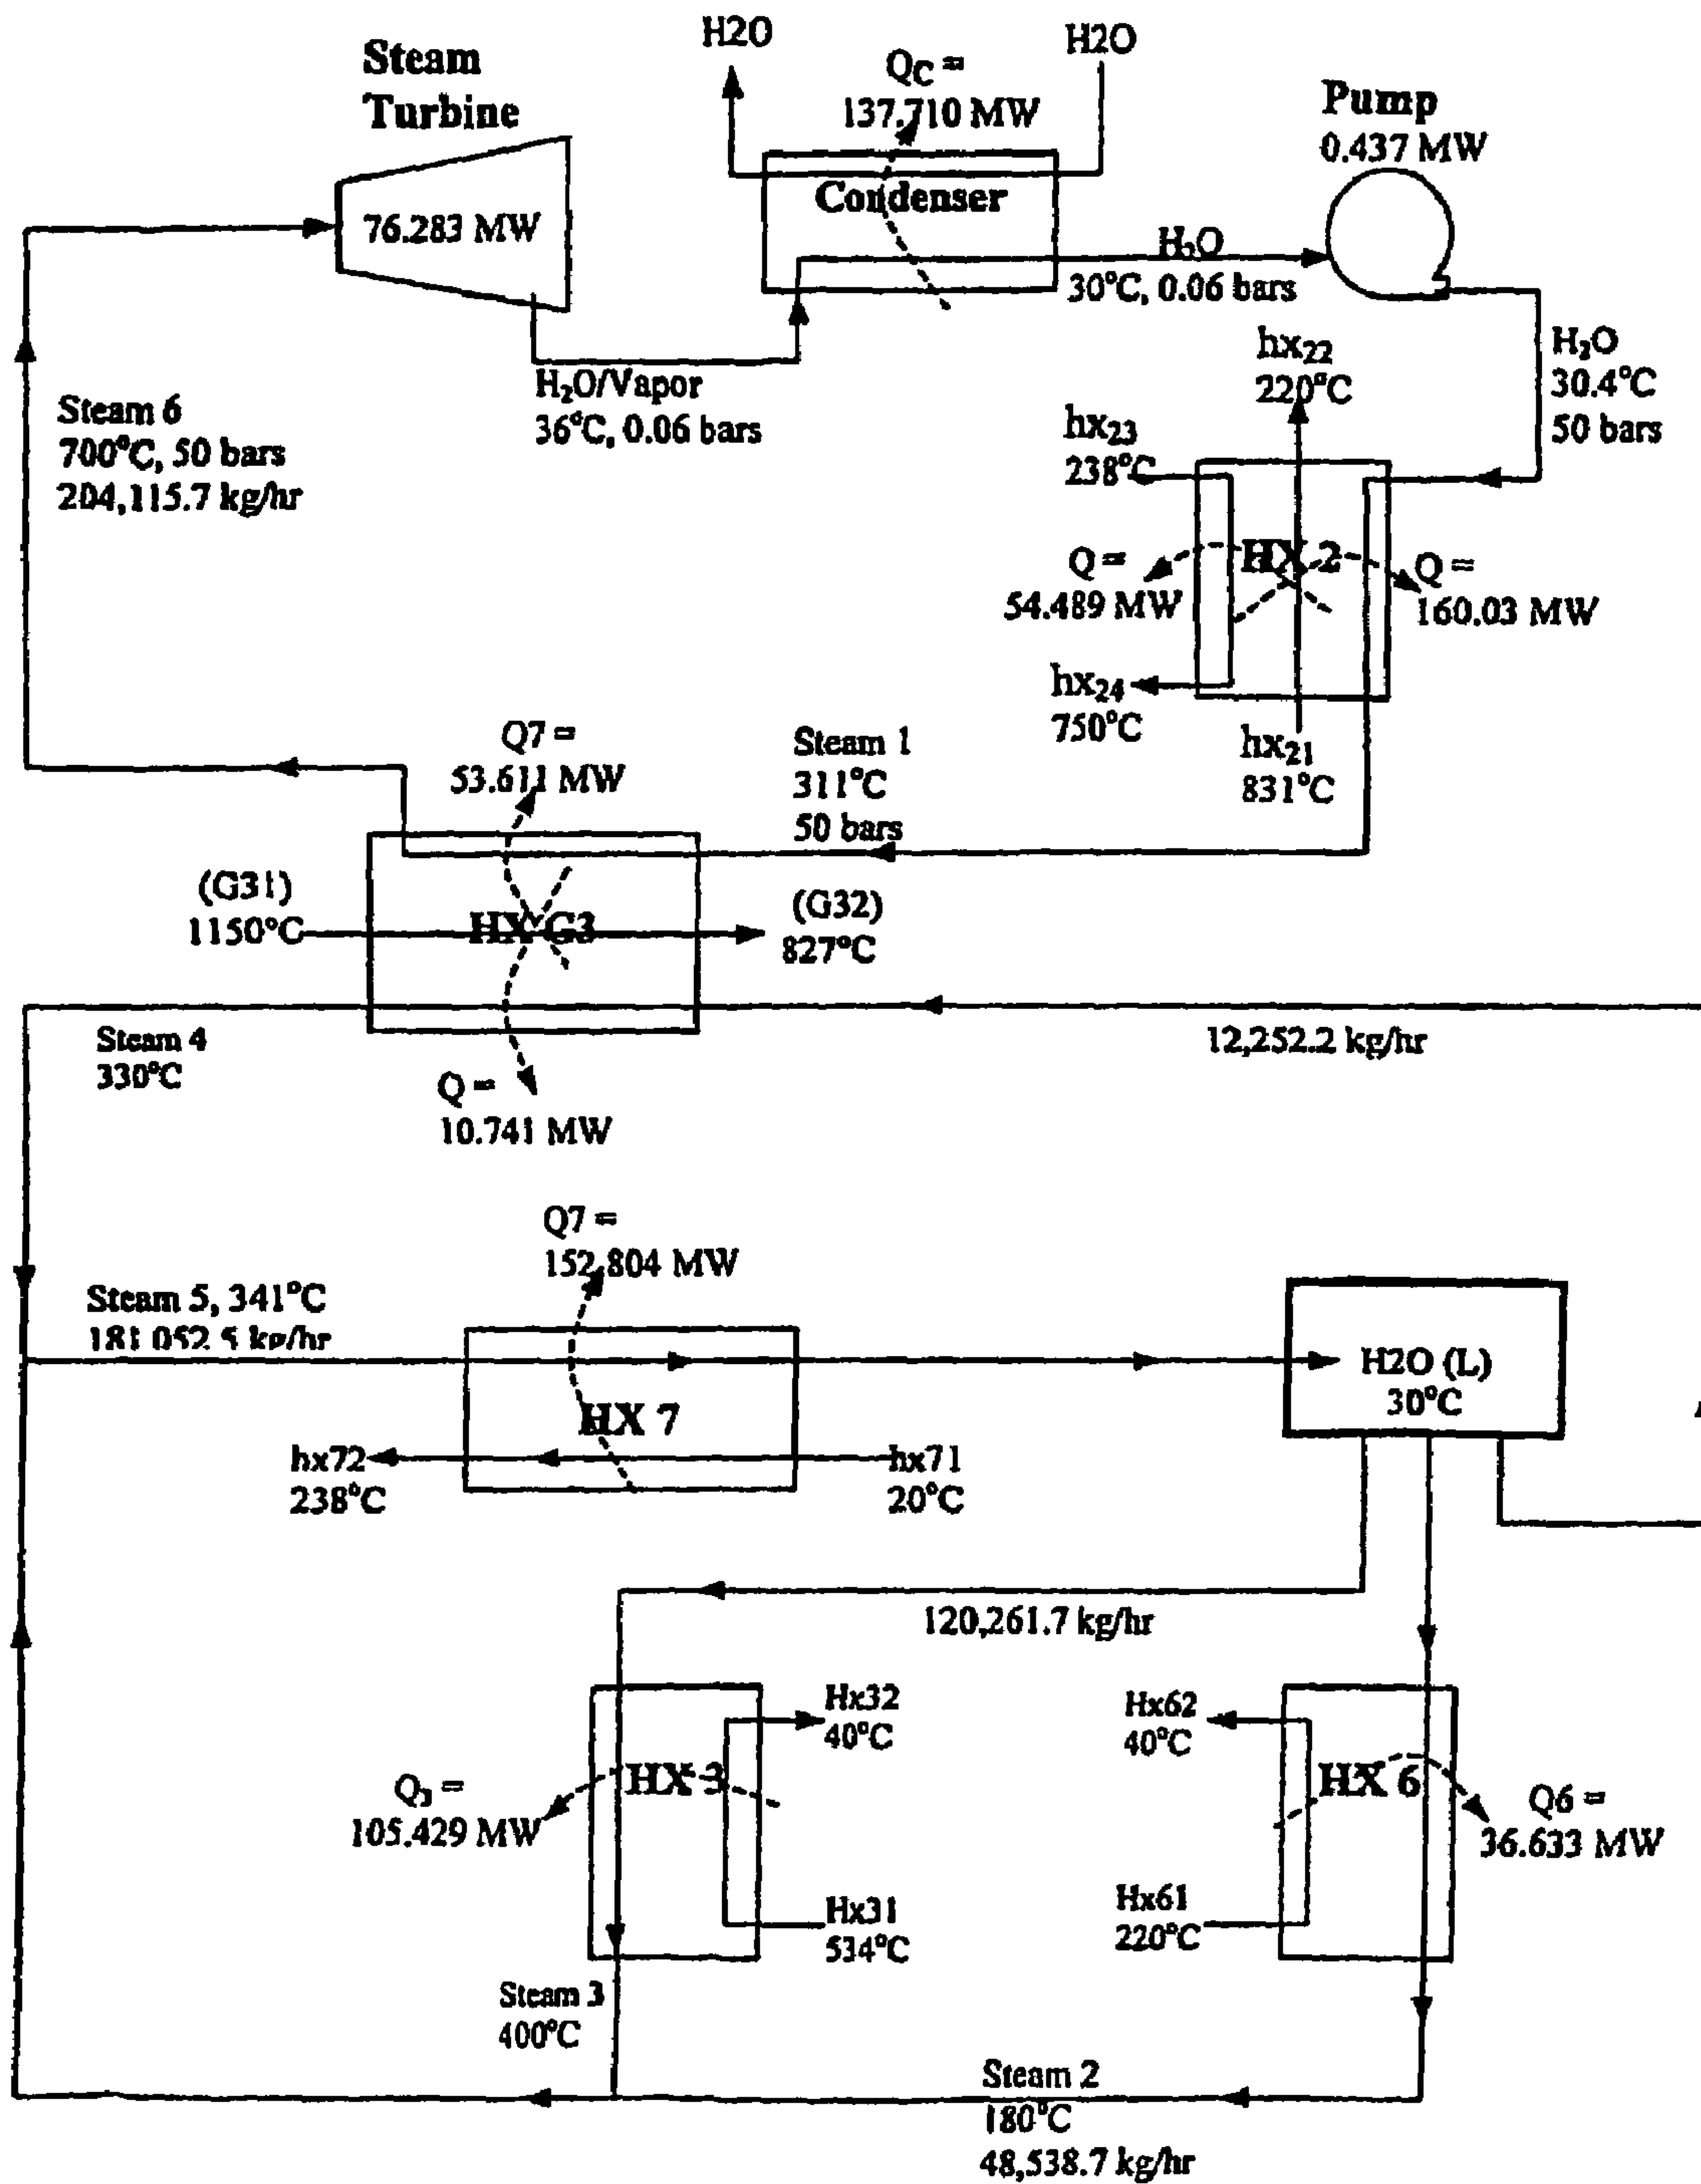 Steam
Turbine
76.283 MW
H2O
H2O
QC =
137.710 MW
Condenser
Pump
0.437 MW
H₂O
30°C, 0.06 bars
H₂O/Vapor
36°C, 0.06 bars
H₂O
30.4°C
50 bars
Steam 6
700°C, 50 bars
204,115.7 kg/hr
hx₂₂
220°C
hx₂₃
238°C
HX 2
Q =
54.489 MW
Q =
160.03 MW
hx₂₄
750°C
hx₂₁
831°C
Q7 =
53.611 MW
Steam 1
311°C
50 bars
(G31)
1150°C
HX G3
(G32)
827°C
Steam 4
330°C
12,252.2 kg/hr
Q =
10.741 MW
Q7 =
152.804 MW
Steam 5, 341°C
181,052.5 kg/hr
HX 7
hx72
238°C
hx71
20°C
H2O (L)
30°C
120,261.7 kg/hr
Hx32
40°C
HX 3
Q₃ =
105.429 MW
Hx31
534°C
Hx62
40°C
HX 6
Q6 =
36.633 MW
Hx61
220°C
Steam 3
400°C
Steam 2
180°C
48,538.7 kg/hr